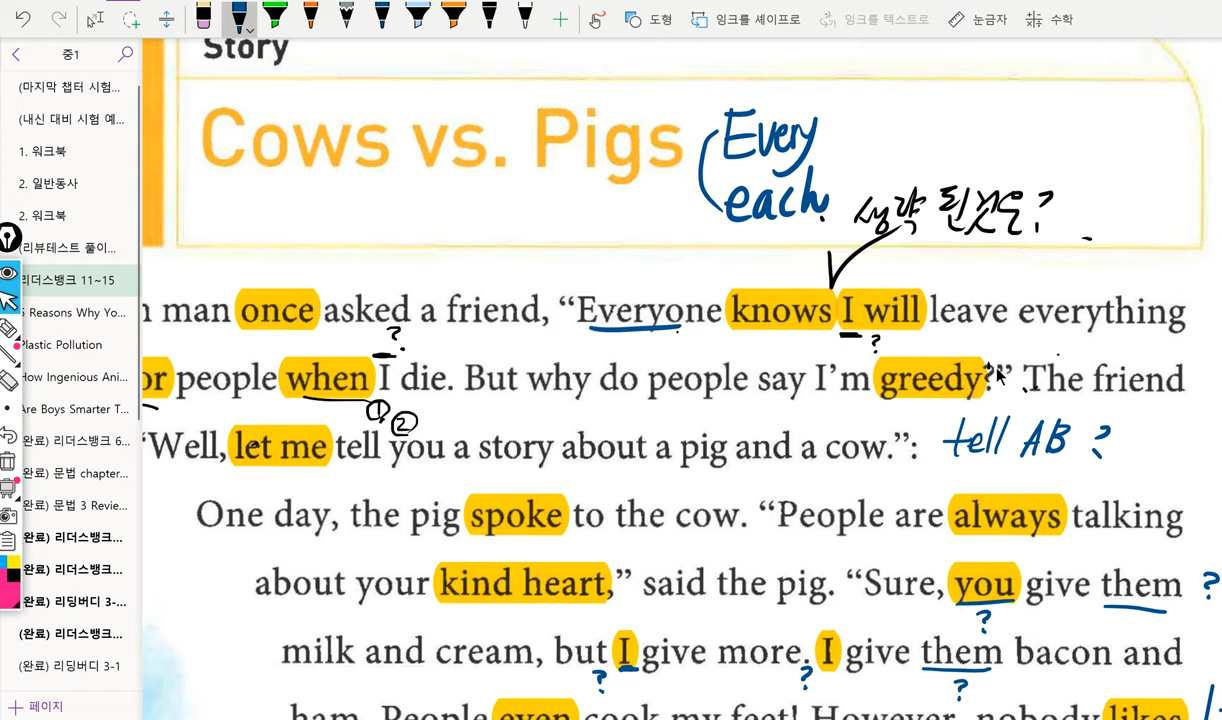 도형
잉크를 셰이프로
잉크를 텍스트로
눈금자
수학
중1
(마지막 챕터 시험...
(내신 대비 시험 예...
1. 워크북
2. 일반동사
2. 워크북
(리뷰테스트 풀이...
리더스뱅크 11~15
Reasons Why Yo...
Plastic Pollution
How Ingenious Ani...
Are Boys Smarter T...
완료) 리더스뱅크 6...
완료) 문법 chapter...
완료) 문법 3 Revie...
완료) 리더스뱅크...
완료) 리더스뱅크...
완료) 리딩버디 3-...
(완료) 리더스뱅크...
(완료) 리딩버디 3-1
페이지
Story
Cows vs. Pigs
Every
each.
생략 된것은?
man once asked a friend, “Everyone knows I will leave everything
?
?
or people when I die. But why do people say I’m greedy?” The friend
① ②
“Well, let me tell you a story about a pig and a cow.”:
tell AB ?
One day, the pig spoke to the cow. “People are always talking
about your kind heart,” said the pig. “Sure, you give them
?
?
milk and cream, but I give more. I give them bacon and
? ? ?
ham. People even cook my feet! However, nobody likes